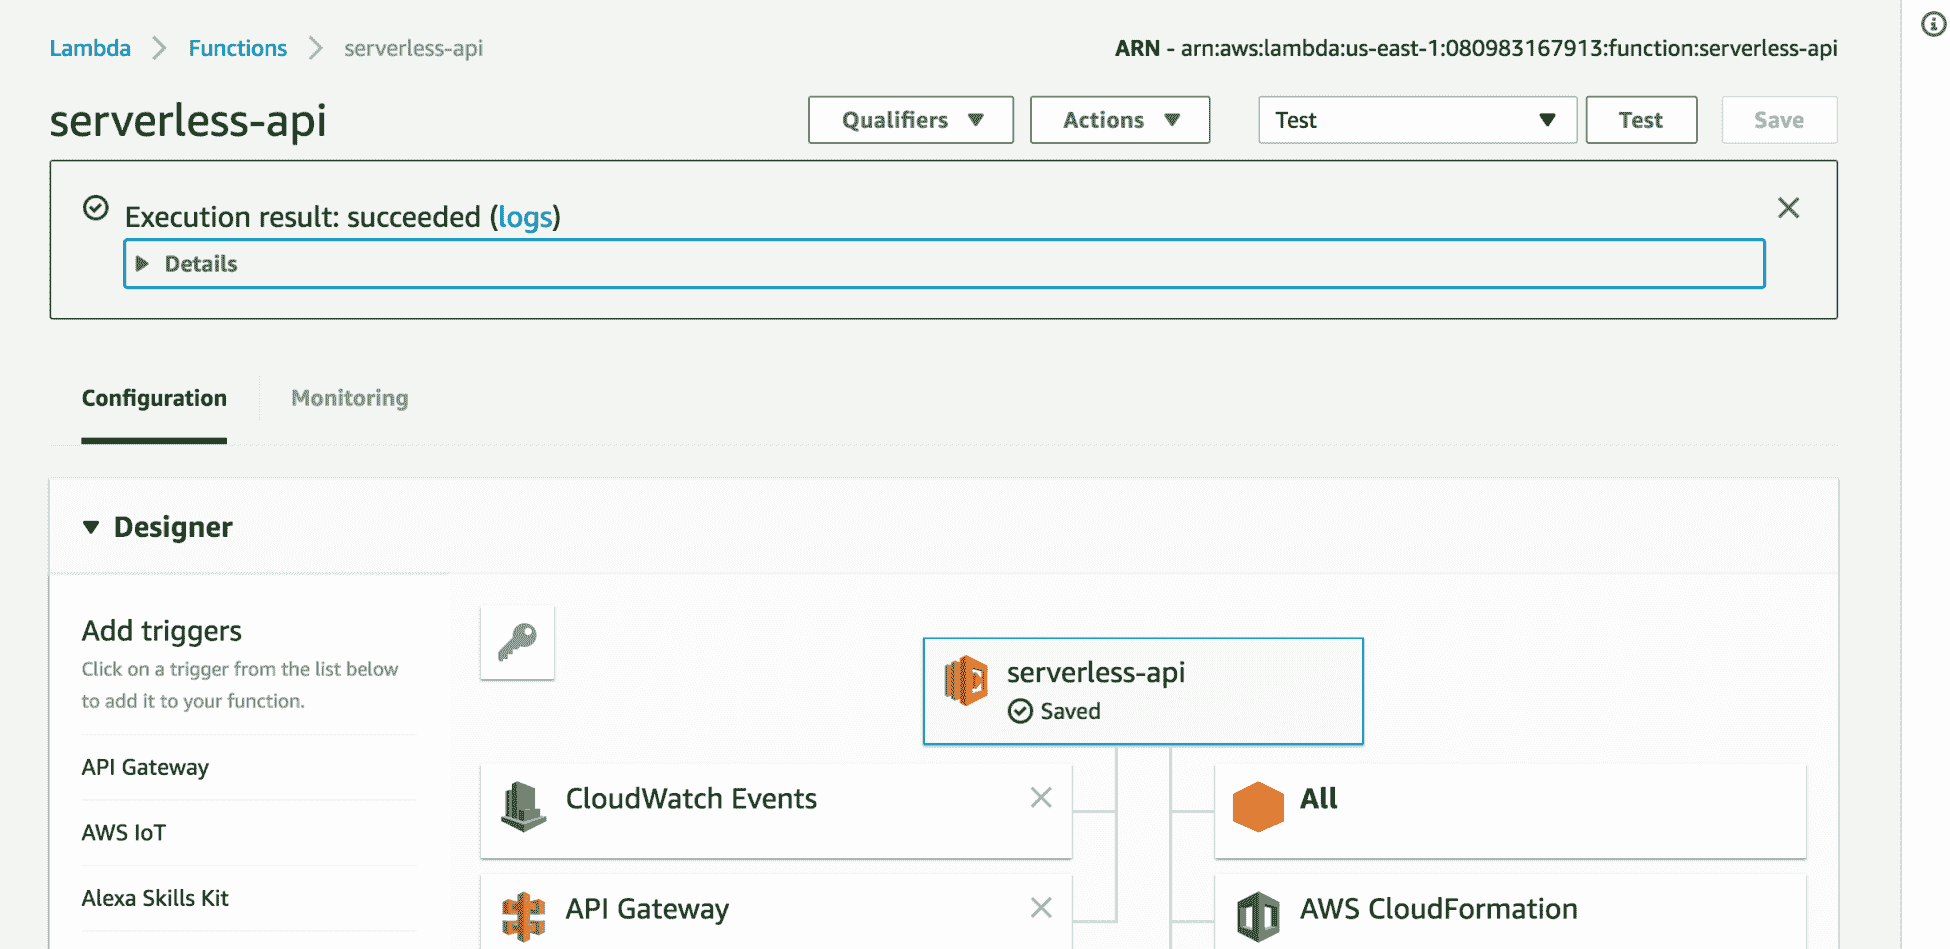 Lambda Functions serverless-api
ARN - arn:aws:lambda:us-east-1:080983167913:function:serverless-api
serverless-api
Qualifiers Actions Test Test Save
Execution result: succeeded (logs)
Details
Configuration Monitoring
Designer
Add triggers
Click on a trigger from the list below
to add it to your function.
API Gateway
AWS IoT
Alexa Skills Kit
serverless-api
Saved
CloudWatch Events
API Gateway
All
AWS CloudFormation